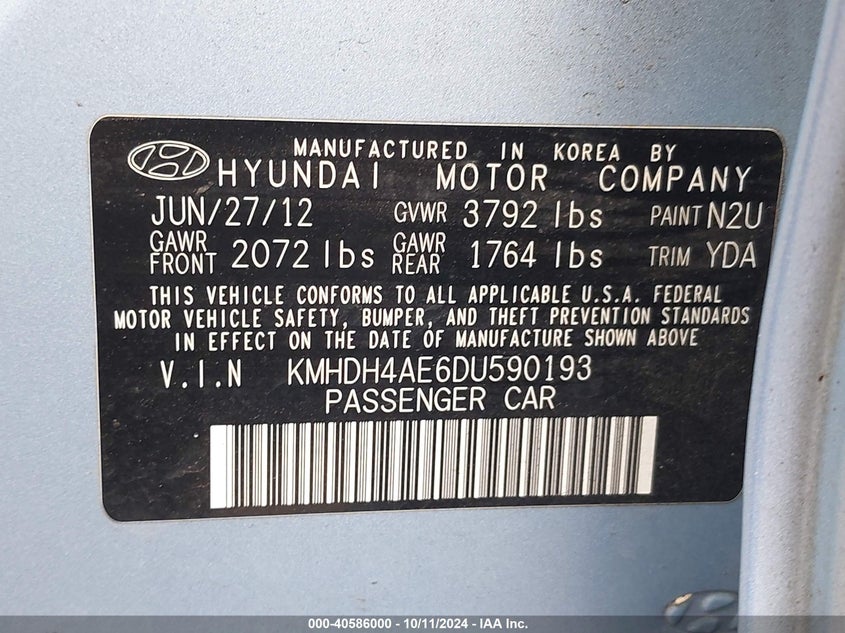 MANUFACTURED IN KOREA BY
HYUNDAI MOTOR COMPANY
JUN/27/12 GVWR 3792 lbs PAINT N2U
GAWR FRONT 2072 lbs GAWR REAR 1764 lbs TRIM YDA
THIS VEHICLE CONFORMS TO ALL APPLICABLE U.S.A. FEDERAL
MOTOR VEHICLE SAFETY, BUMPER, AND THEFT PREVENTION STANDARDS
IN EFFECT ON THE DATE OF MANUFACTURE SHOWN ABOVE
V.I.N KMHDH4AE6DU590193
PASSENGER CAR
000-40586000 - 10/11/2024 - IAA Inc.